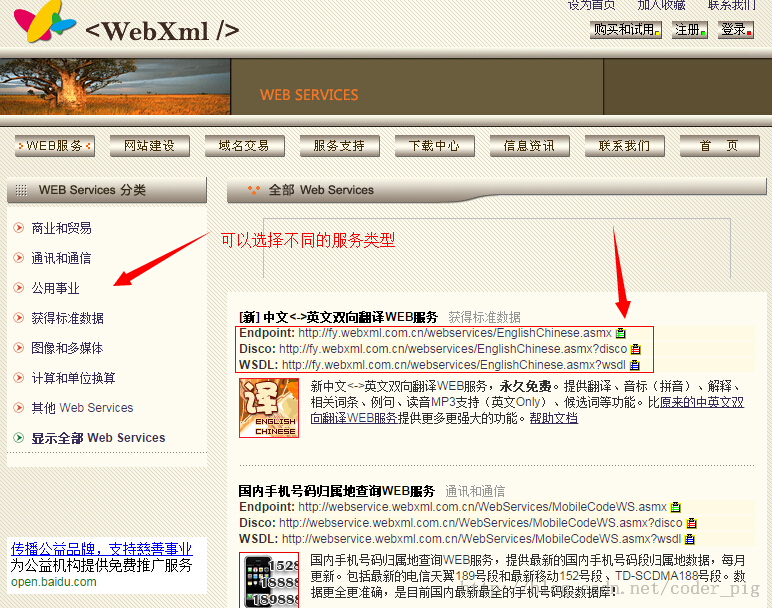 设为首页 加入收藏 联系我们
<WebXml />
购买和试用 注册 登录
WEB SERVICES
WEB服务 网站建设 域名交易 服务支持 下载中心 信息资讯 联系我们 首 页
WEB Services 分类
全部 Web Services
商业和贸易
通讯和通信
公用事业
获得标准数据
图像和多媒体
计算和单位换算
其他 Web Services
显示全部 Web Services
可以选择不同的服务类型
[新] 中文<->英文双向翻译WEB服务 获得标准数据
Endpoint: http://fy.webxml.com.cn/webservices/EnglishChinese.asmx
Disco: http://fy.webxml.com.cn/webservices/EnglishChinese.asmx?disco
WSDL: http://fy.webxml.com.cn/webservices/EnglishChinese.asmx?wsdl
译
ENGLISH
CHINESE
新中文<->英文双向翻译WEB服务，永久免费。提供翻译、音标（拼音）、解释、
相关词条、例句、读音MP3支持（英文Only）、候选词等功能。比原来的中英文双
向翻译WEB服务提供更多更强大的功能。帮助文档
国内手机号码归属地查询WEB服务 通讯和通信
Endpoint: http://webservice.webxml.com.cn/WebServices/MobileCodeWS.asmx
Disco: http://webservice.webxml.com.cn/WebServices/MobileCodeWS.asmx?disco
WSDL: http://webservice.webxml.com.cn/WebServices/MobileCodeWS.asmx?wsdl
国内手机号码归属地查询WEB服务，提供最新的国内手机号码段归属地数据，每月
更新。包括最新的电信天翼189号段和最新移动152号段、TD-SCDMA188号段。数
据更全更准确，是目前国内最新最全的手机号码段数据库！
传播公益品牌，支持慈善事业
为公益机构提供免费推广服务
open.baidu.com